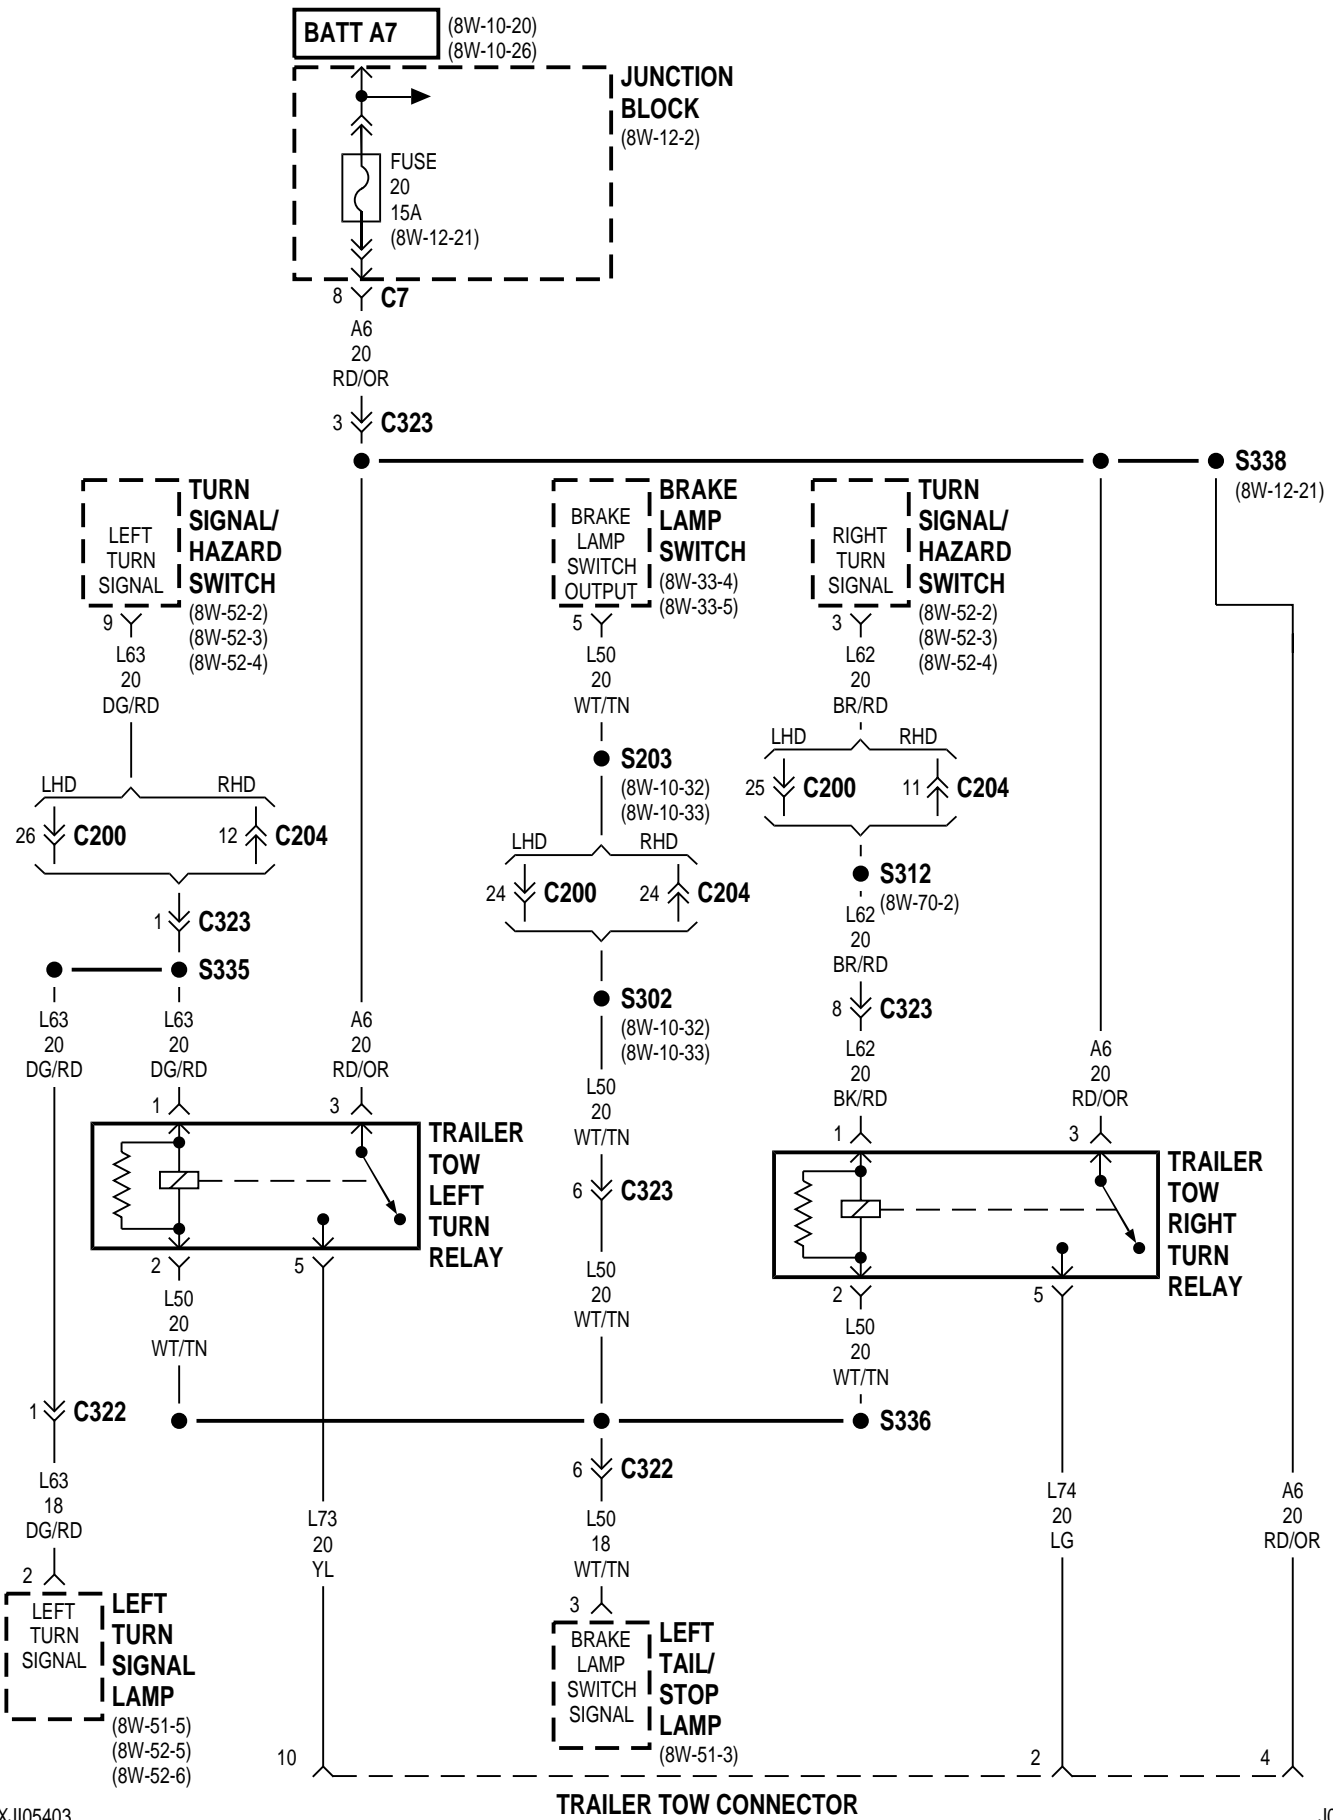 BATT A7
(8W-10-20)
(8W-10-26)
JUNCTION
BLOCK
(8W-12-2)
FUSE
20
15A
(8W-12-21)
8
C7
A6
20
RD/OR
3
C323
S338
(8W-12-21)
LEFT
TURN
SIGNAL
TURN
SIGNAL/
HAZARD
SWITCH
(8W-52-2)
(8W-52-3)
(8W-52-4)
9
L63
20
DG/RD
LHD
RHD
26
C200
12
C204
1
C323
S335
L63
20
DG/RD
L63
20
DG/RD
A6
20
RD/OR
1
3
TRAILER
TOW
LEFT
TURN
RELAY
2
5
L50
20
WT/TN
1
C322
L63
18
DG/RD
2
LEFT
TURN
SIGNAL
LEFT
TURN
SIGNAL
LAMP
(8W-51-5)
(8W-52-5)
(8W-52-6)
L73
20
YL
10
BRAKE
LAMP
SWITCH
OUTPUT
BRAKE
LAMP
SWITCH
(8W-33-4)
(8W-33-5)
5
L50
20
WT/TN
S203
(8W-10-32)
(8W-10-33)
LHD
RHD
24
C200
24
C204
S302
(8W-10-32)
(8W-10-33)
L50
20
WT/TN
6
C323
L50
20
WT/TN
S336
6
C322
L50
18
WT/TN
3
BRAKE
LAMP
SWITCH
SIGNAL
LEFT
TAIL/
STOP
LAMP
(8W-51-3)
RIGHT
TURN
SIGNAL
TURN
SIGNAL/
HAZARD
SWITCH
(8W-52-2)
(8W-52-3)
(8W-52-4)
3
L62
20
BR/RD
LHD
RHD
25
C200
11
C204
S312
(8W-70-2)
L62
20
BR/RD
8
C323
L62
20
BK/RD
A6
20
RD/OR
1
3
TRAILER
TOW
RIGHT
TURN
RELAY
2
5
L50
20
WT/TN
L74
20
LG
2
A6
20
RD/OR
4
TRAILER TOW CONNECTOR